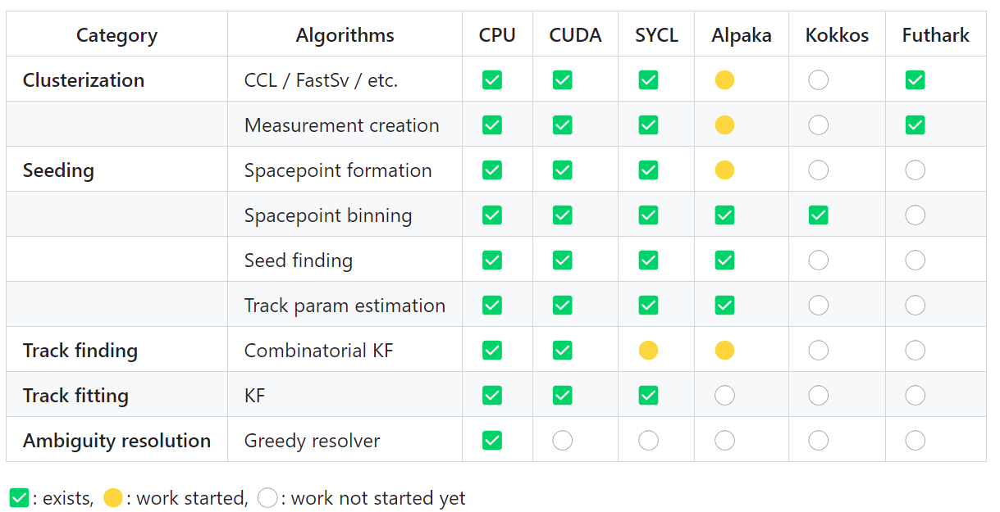 Category Algorithms CPU CUDA SYCL Alpaka Kokkos Futhark
Clusterization CCL / FastSv / etc. ✅ ✅ ✅ 🟡 ⚪ ✅
Measurement creation ✅ ✅ ✅ 🟡 ⚪ ✅
Seeding Spacepoint formation ✅ ✅ ✅ 🟡 ⚪ ⚪
Spacepoint binning ✅ ✅ ✅ ✅ ✅ ⚪
Seed finding ✅ ✅ ✅ ✅ ⚪ ⚪
Track param estimation ✅ ✅ ✅ ✅ ⚪ ⚪
Track finding Combinatorial KF ✅ ✅ 🟡 🟡 ⚪ ⚪
Track fitting KF ✅ ✅ ✅ ⚪ ⚪ ⚪
Ambiguity resolution Greedy resolver ✅ ⚪ ⚪ ⚪ ⚪ ⚪
✅: exists, 🟡: work started, ⚪: work not started yet